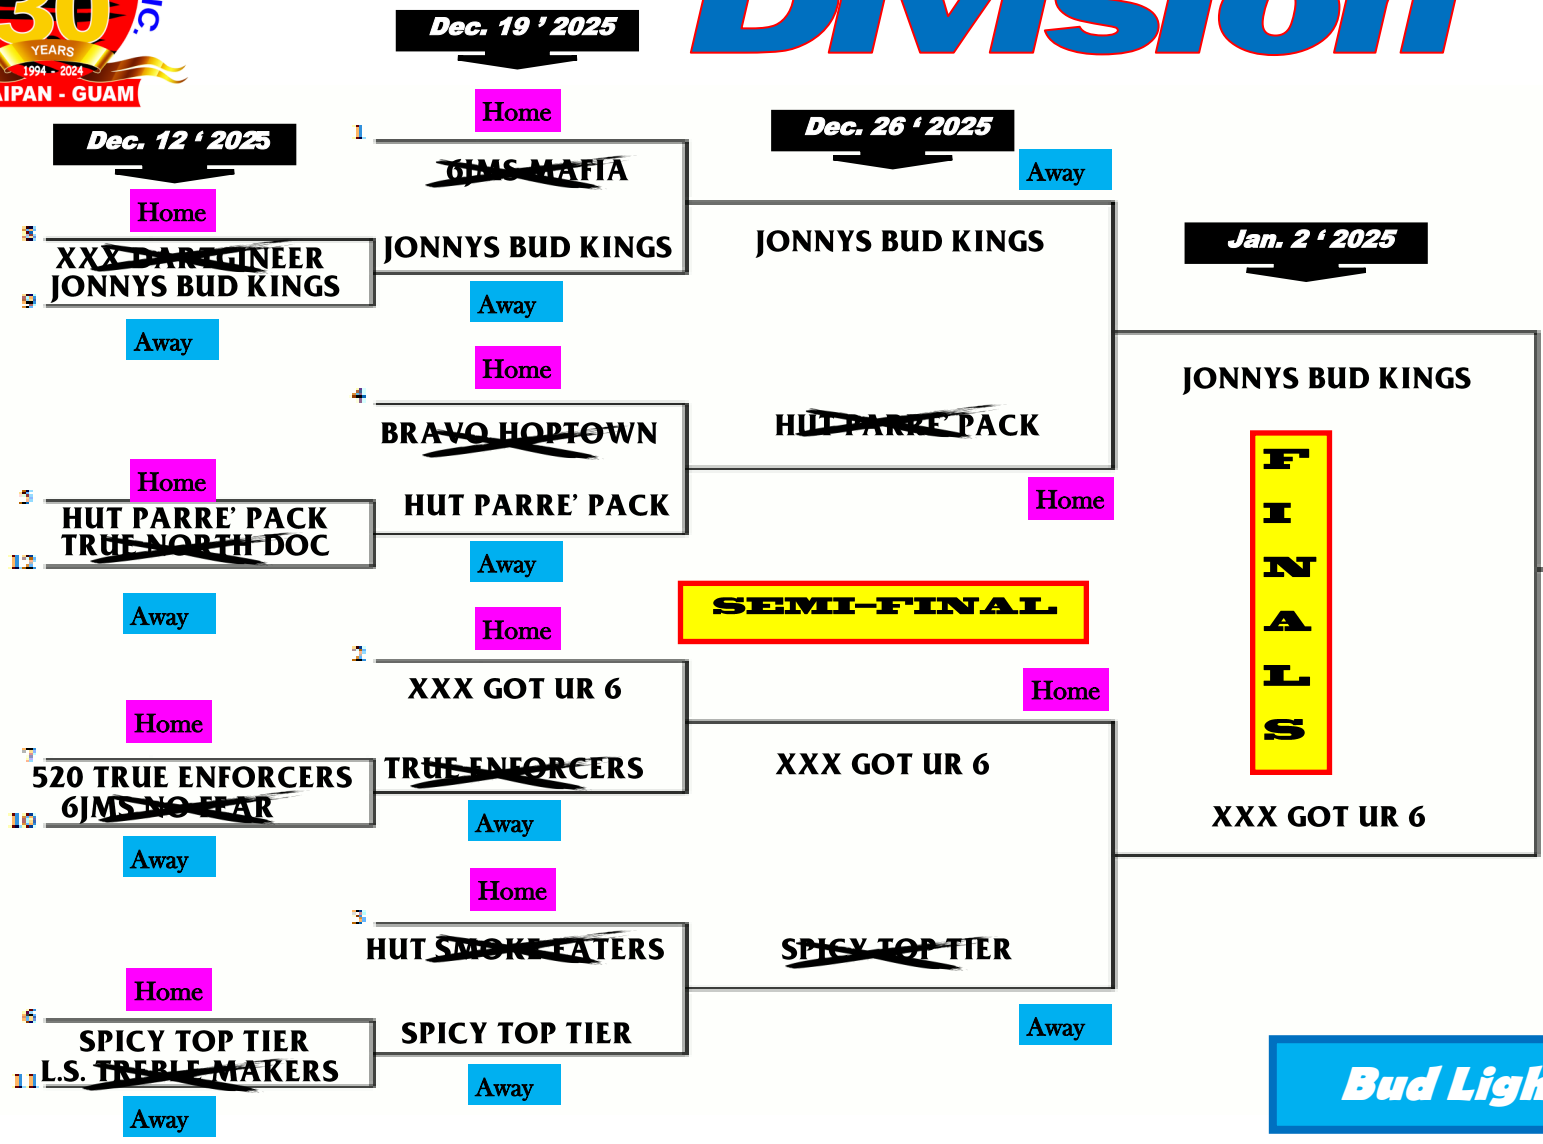 30
YEARS
1994 - 2024
AIPAN - GUAM
C.
Division
Dec. 19 ’ 2025
Dec. 12 ‘ 2025
Dec. 26 ‘ 2025
Jan. 2 ‘ 2025
Home
8
XXX DARTGINEER
JONNYS BUD KINGS
9
Away
Home
5
HUT PARRE’ PACK
TRUE NORTH DOC
12
Away
Home
7
520 TRUE ENFORCERS
6JMS NO FEAR
10
Away
Home
6
SPICY TOP TIER
L.S. TREBLE MAKERS
11
Away
Home
1
6JMS MAFIA
JONNYS BUD KINGS
Away
Home
4
BRAVO HOPTOWN
HUT PARRE’ PACK
Away
Home
2
XXX GOT UR 6
TRUE ENFORCERS
Away
Home
3
HUT SMOKE EATERS
SPICY TOP TIER
Away
Away
JONNYS BUD KINGS
HUT PARRE’ PACK
Home
SEMI-FINAL
Home
XXX GOT UR 6
SPICY TOP TIER
Away
JONNYS BUD KINGS
FINALS
XXX GOT UR 6
Bud Ligh